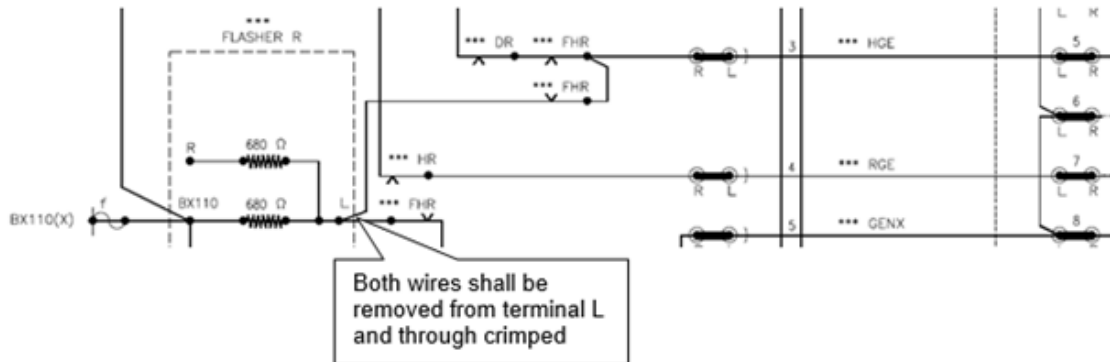 ***
FLASHER R
*** DR *** FHR
*** FHR
R L
3 *** HGE
L R
5
L R
6
L R
R 680 Ω
*** HR
R L
4 *** RGE
7
L R
BX110(X) f BX110 680 Ω L *** FHR
5 *** GENX
8
Both wires shall be
removed from terminal L
and through crimped